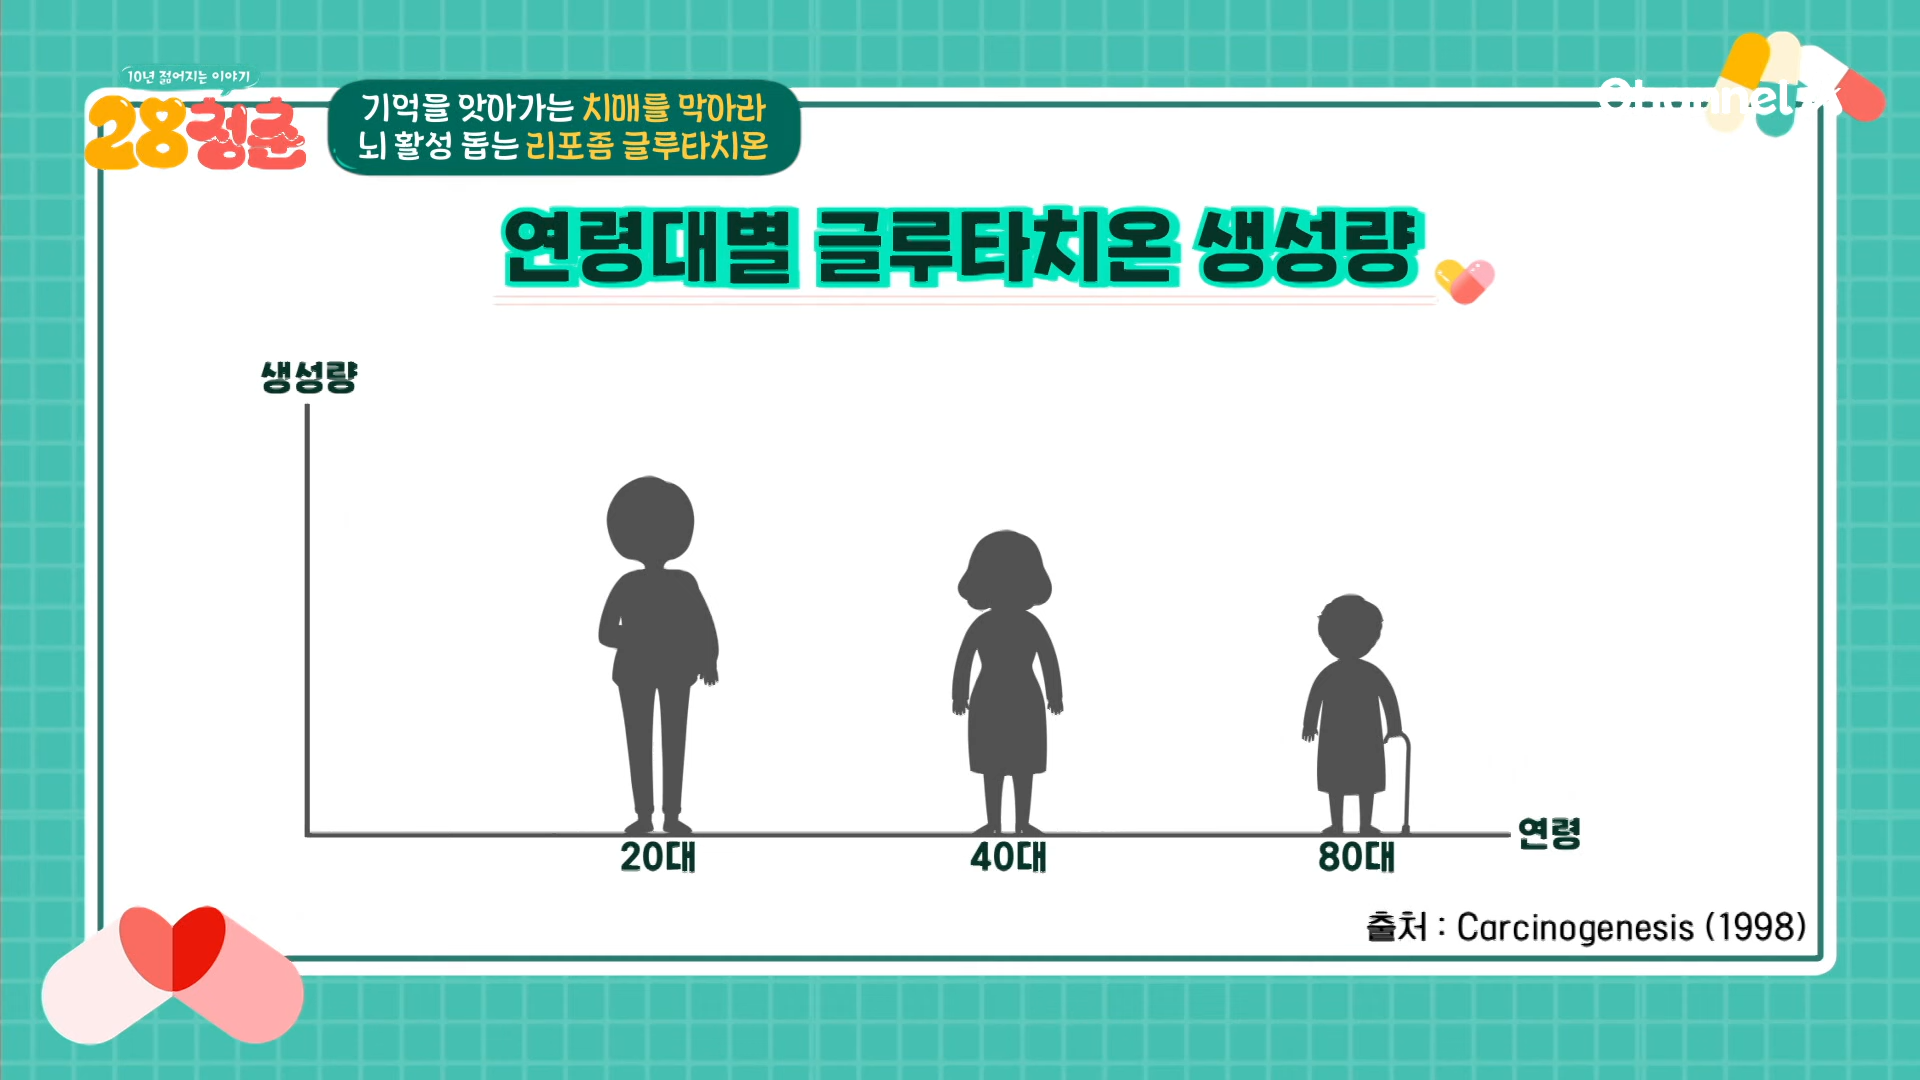 10년 젊어지는 이야기
28청춘
기억을 앗아가는 치매를 막아라
뇌 활성 돕는 리포좀 글루타치온
Channel A
연령대별 글루타치온 생성량
생성량
20대
40대
80대
연령
출처 : Carcinogenesis (1998)